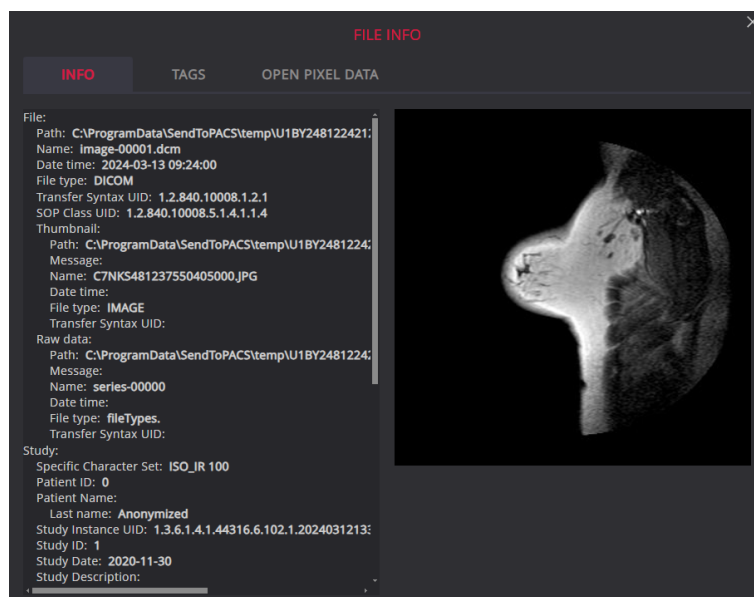 FILE INFO
INFO TAGS OPEN PIXEL DATA
File:
Path: C:\ProgramData\SendToPACS\temp\U1BY2481224212
Name: image-00001.dcm
Date time: 2024-03-13 09:24:00
File type: DICOM
Transfer Syntax UID: 1.2.840.10008.1.2.1
SOP Class UID: 1.2.840.10008.5.1.4.1.1.4
Thumbnail:
Path: C:\ProgramData\SendToPACS\temp\U1BY24812242
Message:
Name: C7NKS481237550405000.JPG
Date time:
File type: IMAGE
Transfer Syntax UID:
Raw data:
Path: C:\ProgramData\SendToPACS\temp\U1BY24812242
Message:
Name: series-00000
Date time:
File type: fileTypes.
Transfer Syntax UID:
Study:
Specific Character Set: ISO_IR 100
Patient ID: 0
Patient Name:
Last name: Anonymized
Study Instance UID: 1.3.6.1.4.1.44316.6.102.1.20240312133
Study ID: 1
Study Date: 2020-11-30
Study Description: